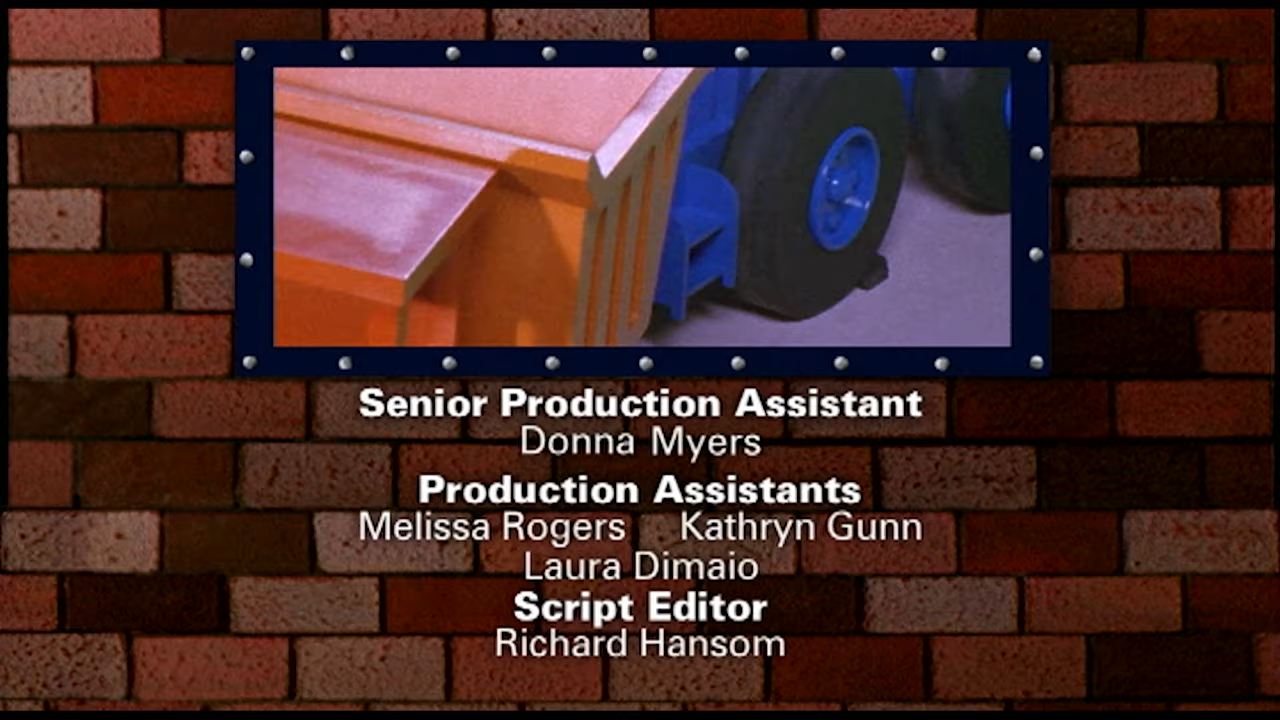 Senior Production Assistant
Donna Myers
Production Assistants
Melissa Rogers Kathryn Gunn
Laura Dimaio
Script Editor
Richard Hansom